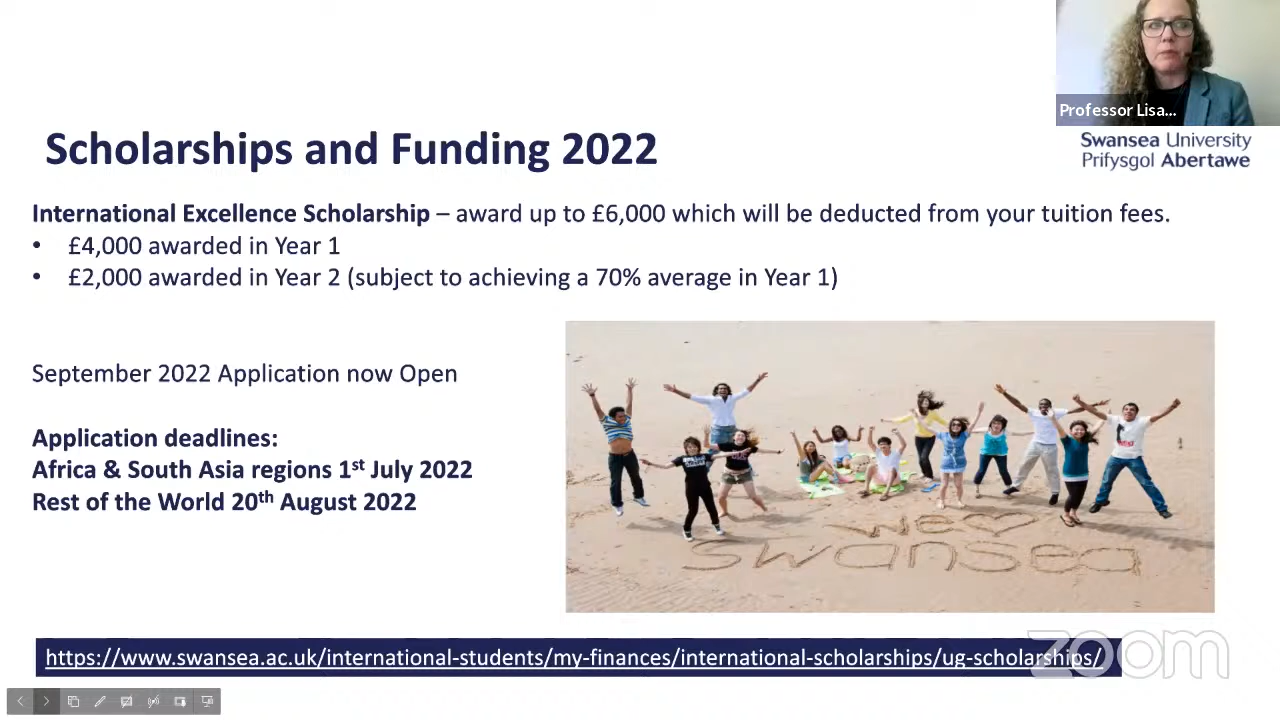 Professor Lisa...
Swansea University
Prifysgol Abertawe
Scholarships and Funding 2022
International Excellence Scholarship – award up to £6,000 which will be deducted from your tuition fees.
• £4,000 awarded in Year 1
• £2,000 awarded in Year 2 (subject to achieving a 70% average in Year 1)
September 2022 Application now Open
Application deadlines:
Africa & South Asia regions 1st July 2022
Rest of the World 20th August 2022
we
swansea
https://www.swansea.ac.uk/international-students/my-finances/international-scholarships/ug-scholarships/
zoom